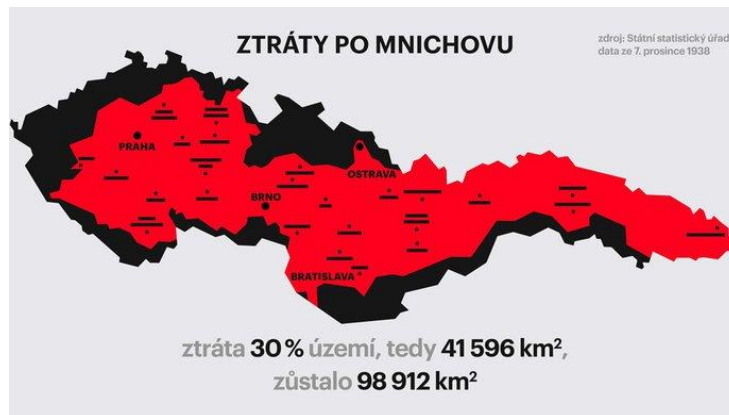 ZTRÁTY PO MNICHOVU
zdroj: Státní statistický úřad
data ze 7. prosince 1938
PRAHA
OSTRAVA
BRNO
BRATISLAVA
ztráta 30 % území, tedy 41 596 km²,
zůstalo 98 912 km²